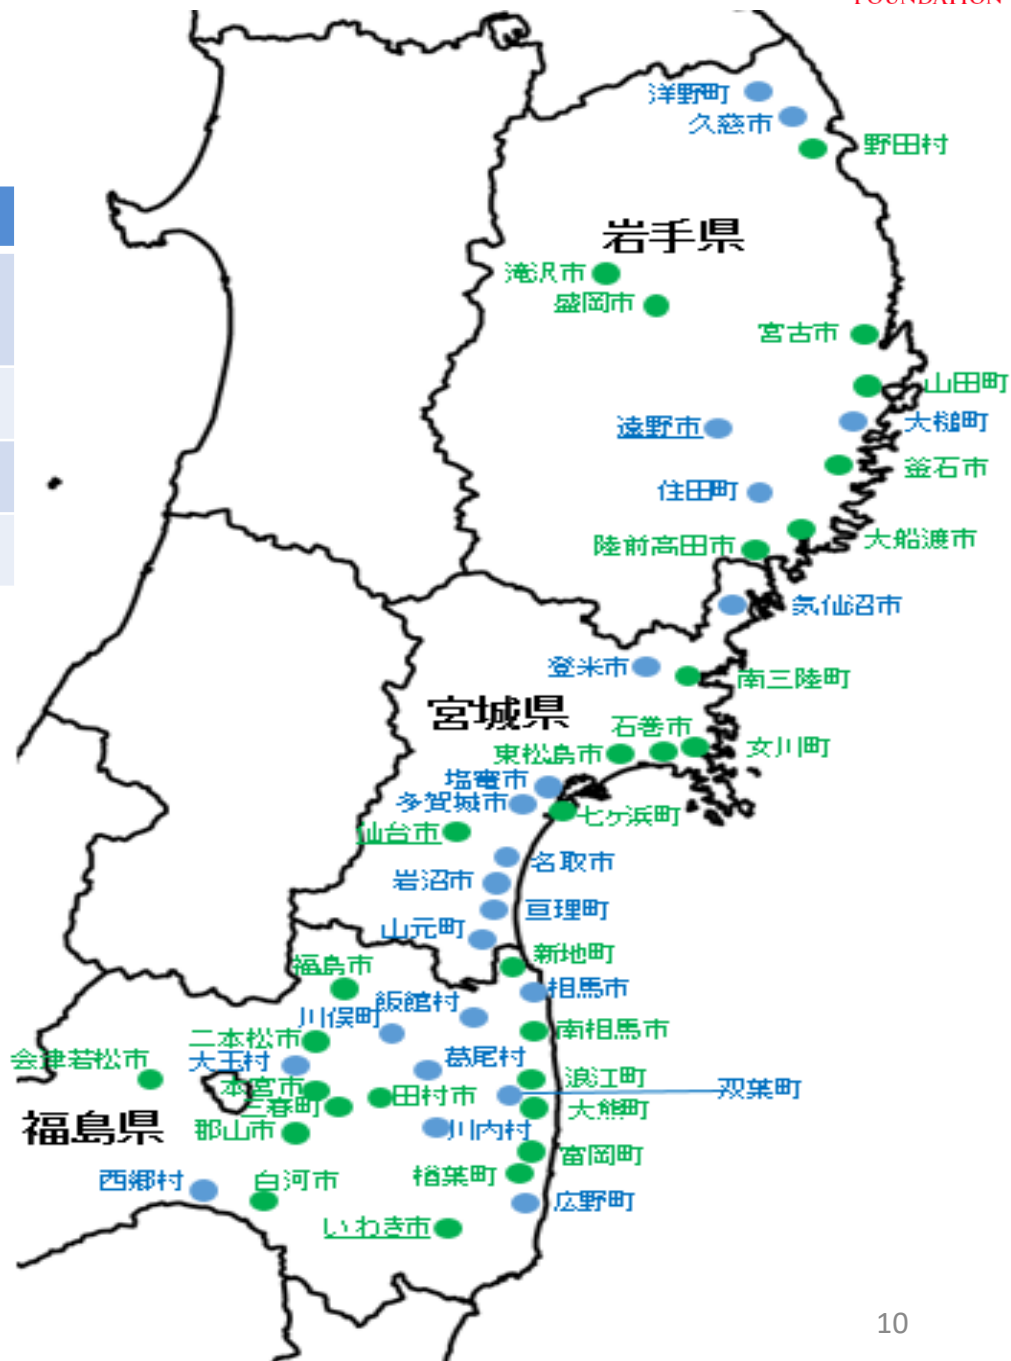 FOUNDATION
洋野町
久慈市
野田村
岩手県
滝沢市
盛岡市
宮古市
山田町
遠野市
大槌町
釜石市
住田町
大船渡市
陸前高田市
気仙沼市
登米市
南三陸町
宮城県
石巻市
女川町
東松島市
塩竈市
多賀城市
七ヶ浜町
仙台市
名取市
岩沼市
亘理町
山元町
新地町
福島市
相馬市
飯館村
川俣町
南相馬市
二本松市
会津若松市
大玉村
葛尾村
浪江町
本宮市
田村市
双葉町
三春町
大熊町
福島県
郡山市
川内村
富岡町
楢葉町
西郷村
白河市
広野町
いわき市
10